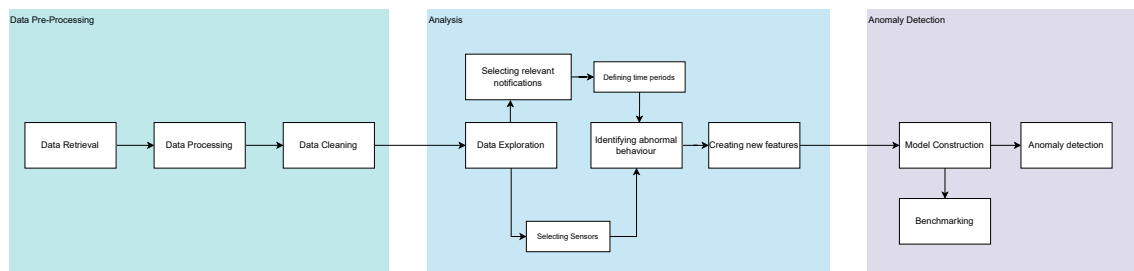 Data Pre-Processing
Data Retrieval
Data Processing
Data Cleaning
Analysis
Selecting relevant
notifications
Defining time periods
Data Exploration
Identifying abnormal
behaviour
Creating new features
Selecting Sensors
Anomaly Detection
Model Construction
Anomaly detection
Benchmarking